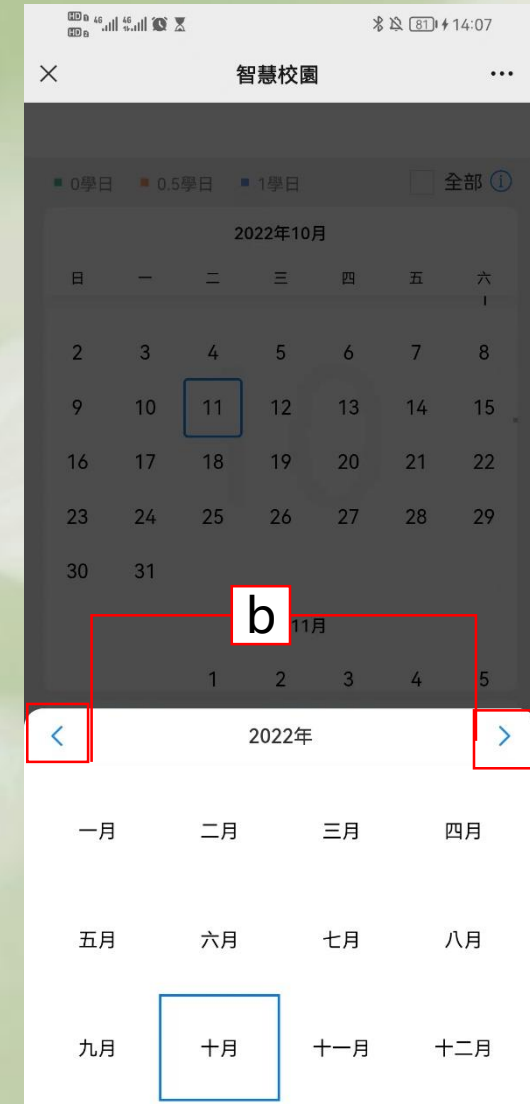 HD B 46 46 81 14:07
HD B
智慧校園
0學日 0.5學日 1學日 全部
2022年10月
日 一 二 三 四 五 六
2 3 4 5 6 7 8
9 10 11 12 13 14 15
16 17 18 19 20 21 22
23 24 25 26 27 28 29
30 31
b
11月
1 2 3 4 5
2022年
一月 二月 三月 四月
五月 六月 七月 八月
九月 十月 十一月 十二月